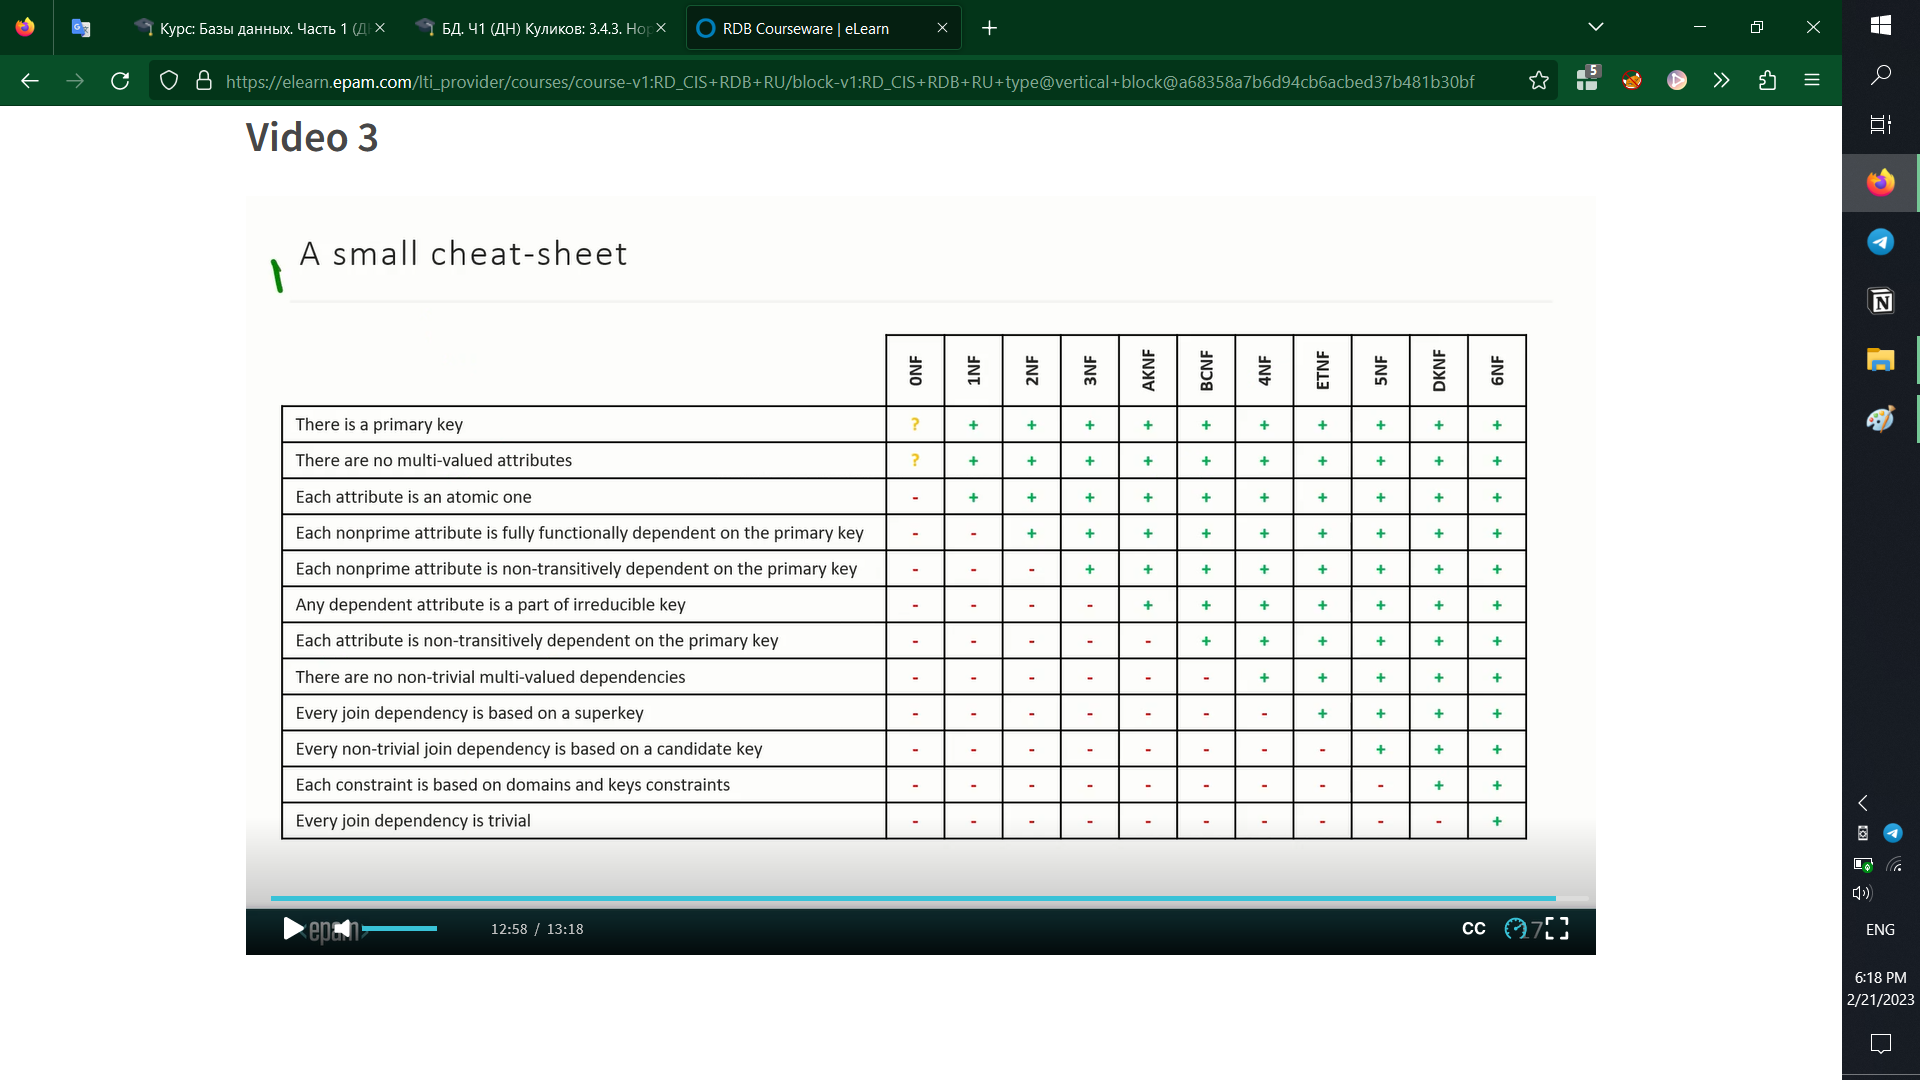 Курс: Базы данных. Часть 1 (Д
БД. Ч1 (ДН) Куликов: 3.4.3. Нор
RDB Courseware | eLearn
https://elearn.epam.com/lti_provider/courses/course-v1:RD_CIS+RDB+RU/block-v1:RD_CIS+RDB+RU+type@vertical+block@a68358a7b6d94cb6acbed37b481b30bf
5
Video 3
A small cheat-sheet
0NF 1NF 2NF 3NF AKNF BCNF 4NF ETNF 5NF DKNF 6NF
There is a primary key ? + + + + + + + + + +
There are no multi-valued attributes ? + + + + + + + + + +
Each attribute is an atomic one - + + + + + + + + + +
Each nonprime attribute is fully functionally dependent on the primary key - - + + + + + + + + +
Each nonprime attribute is non-transitively dependent on the primary key - - - + + + + + + + +
Any dependent attribute is a part of irreducible key - - - - + + + + + + +
Each attribute is non-transitively dependent on the primary key - - - - - + + + + + +
There are no non-trivial multi-valued dependencies - - - - - - + + + + +
Every join dependency is based on a superkey - - - - - - - + + + +
Every non-trivial join dependency is based on a candidate key - - - - - - - - + + +
Each constraint is based on domains and keys constraints - - - - - - - - - + +
Every join dependency is trivial - - - - - - - - - - +
<epam>
12:58 / 13:18
CC
7
ENG
6:18 PM
2/21/2023